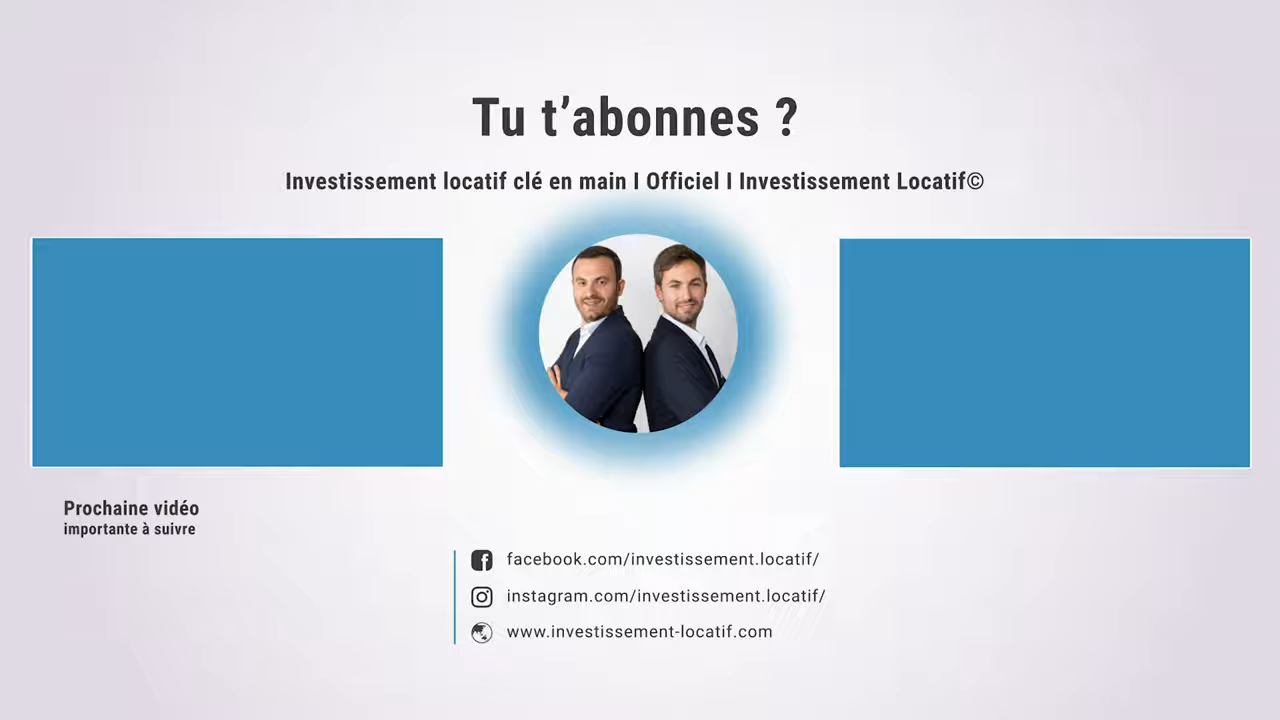 Tu t’abonnes ?
Investissement locatif clé en main I Officiel I Investissement Locatif©
Prochaine vidéo
importante à suivre
facebook.com/investissement.locatif/
instagram.com/investissement.locatif/
www.investissement-locatif.com